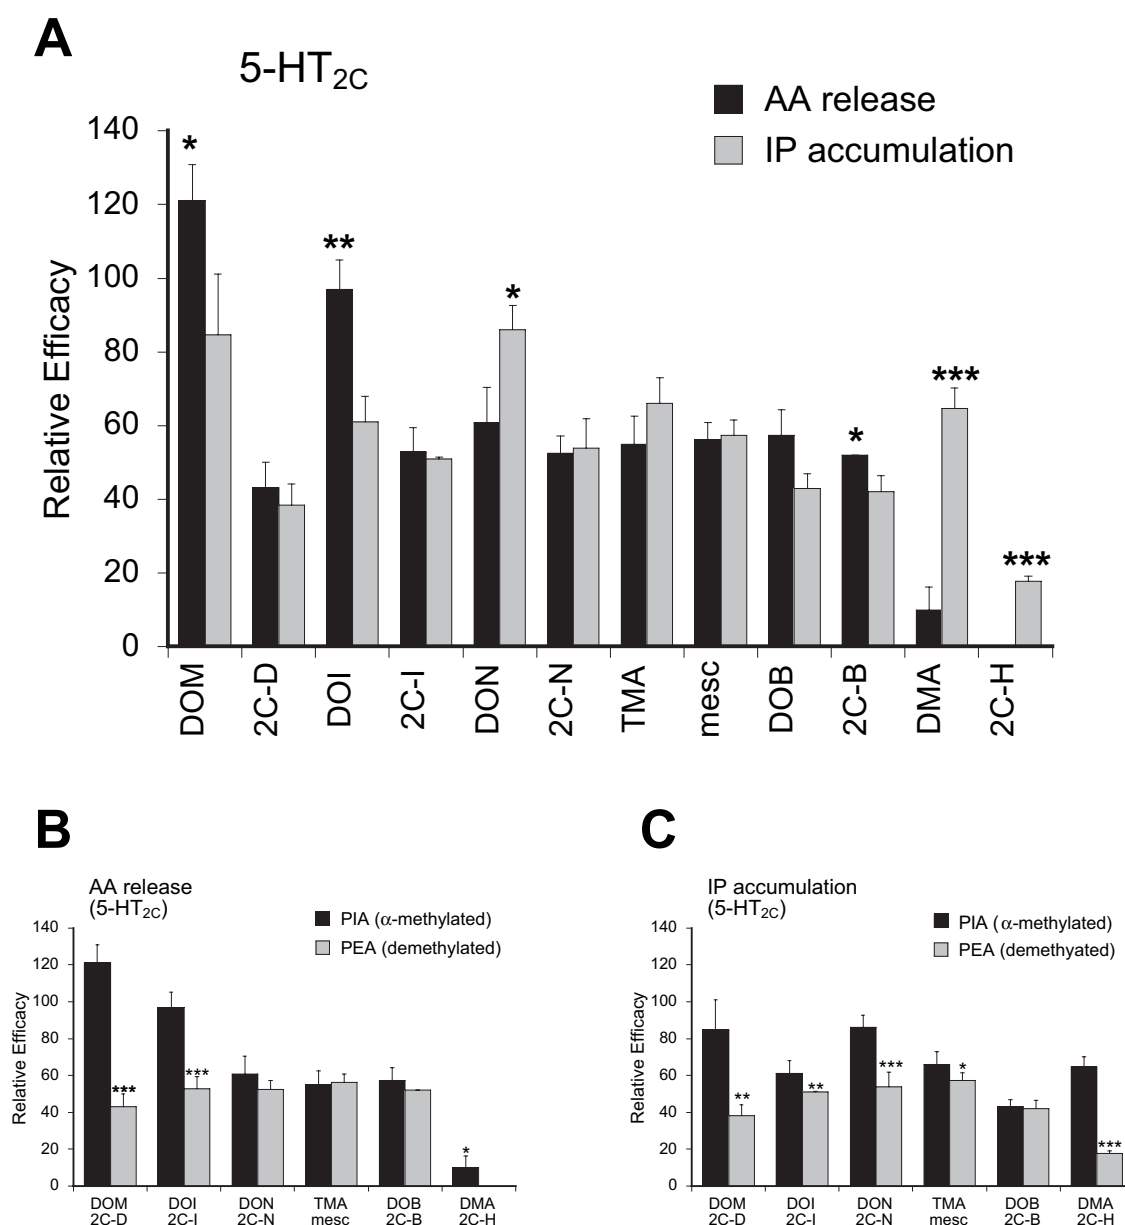 A
5-HT2C
AA release
IP accumulation
Relative Efficacy
140
120
100
80
60
40
20
0
*
**
*
*
***
***
DOM
2C-D
DOI
2C-I
DON
2C-N
TMA
mesc
DOB
2C-B
DMA
2C-H
B
AA release
(5-HT2C)
PIA (α-methylated)
PEA (demethylated)
Relative Efficacy
140
120
100
80
60
40
20
0
***
***
*
DOM DOI DON TMA DOB DMA
2C-D 2C-I 2C-N mesc 2C-B 2C-H
C
IP accumulation
(5-HT2C)
PIA (α-methylated)
PEA (demethyated)
Relative Efficacy
140
120
100
80
60
40
20
0
**
**
***
*
***
DOM DOI DON TMA DOB DMA
2C-D 2C-I 2C-N mesc 2C-B 2C-H